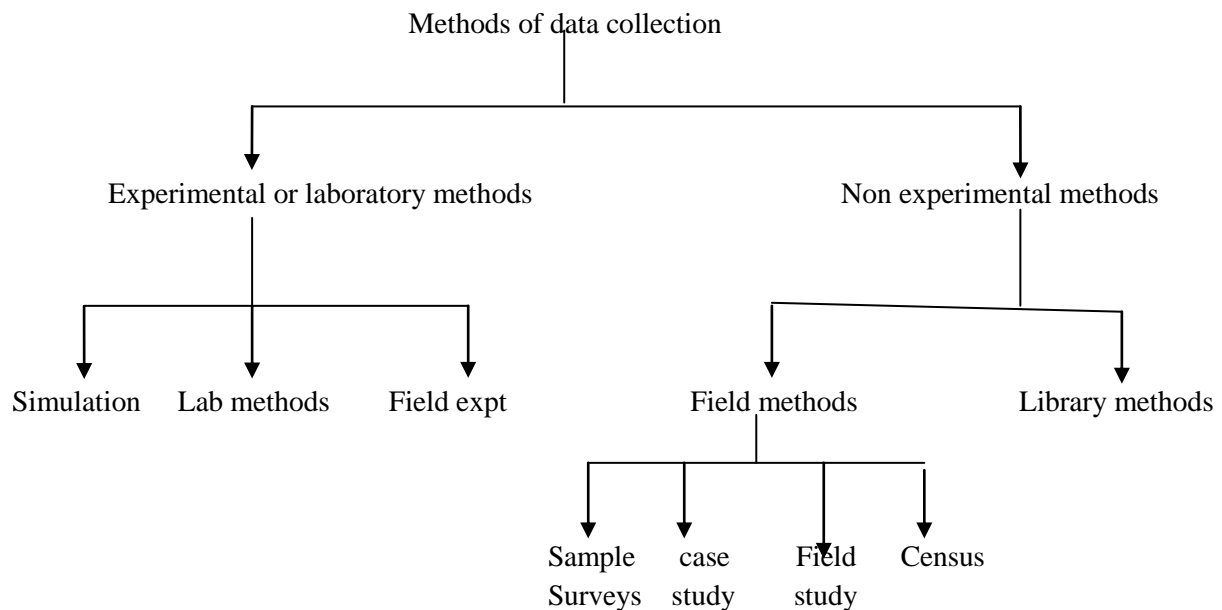 Methods of data collection
Experimental or laboratory methods
Non experimental methods
Simulation
Lab methods
Field expt
Field methods
Library methods
Sample
Surveys
case
study
Field
study
Census